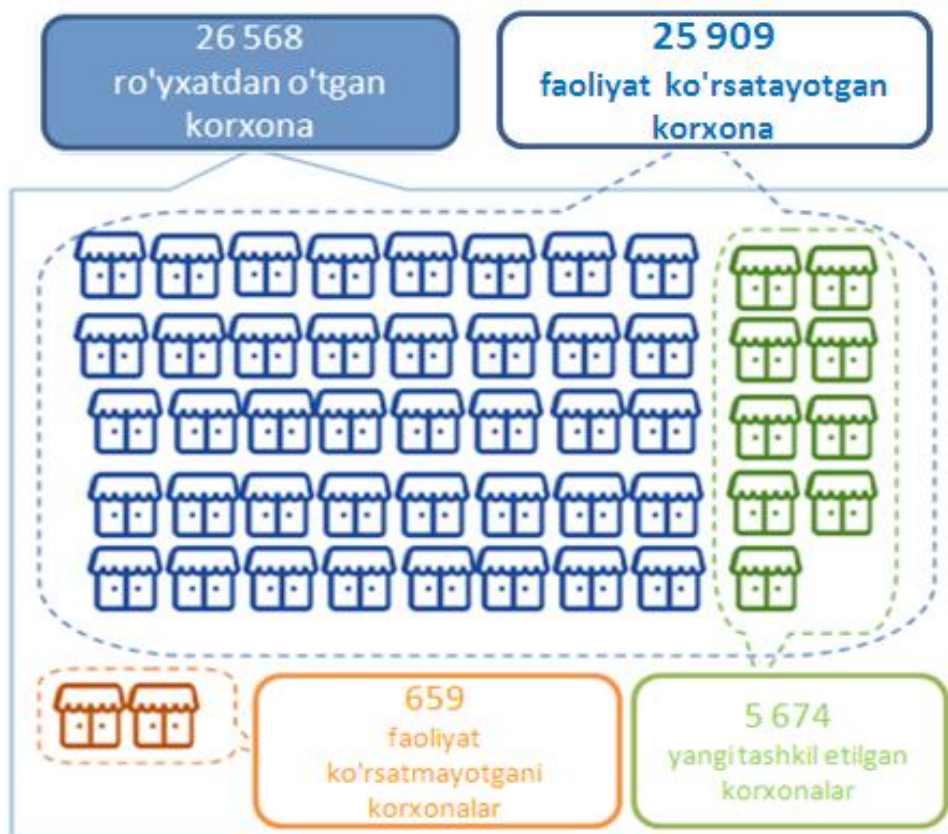 26 568
ro'yxatdan o'tgan
korxona
25 909
faoliyat ko'rsatayotgan
korxona
659
faoliyat
ko'rsatmayotgani
korxonalar
5 674
yangi tashkil etilgan
korxonalar